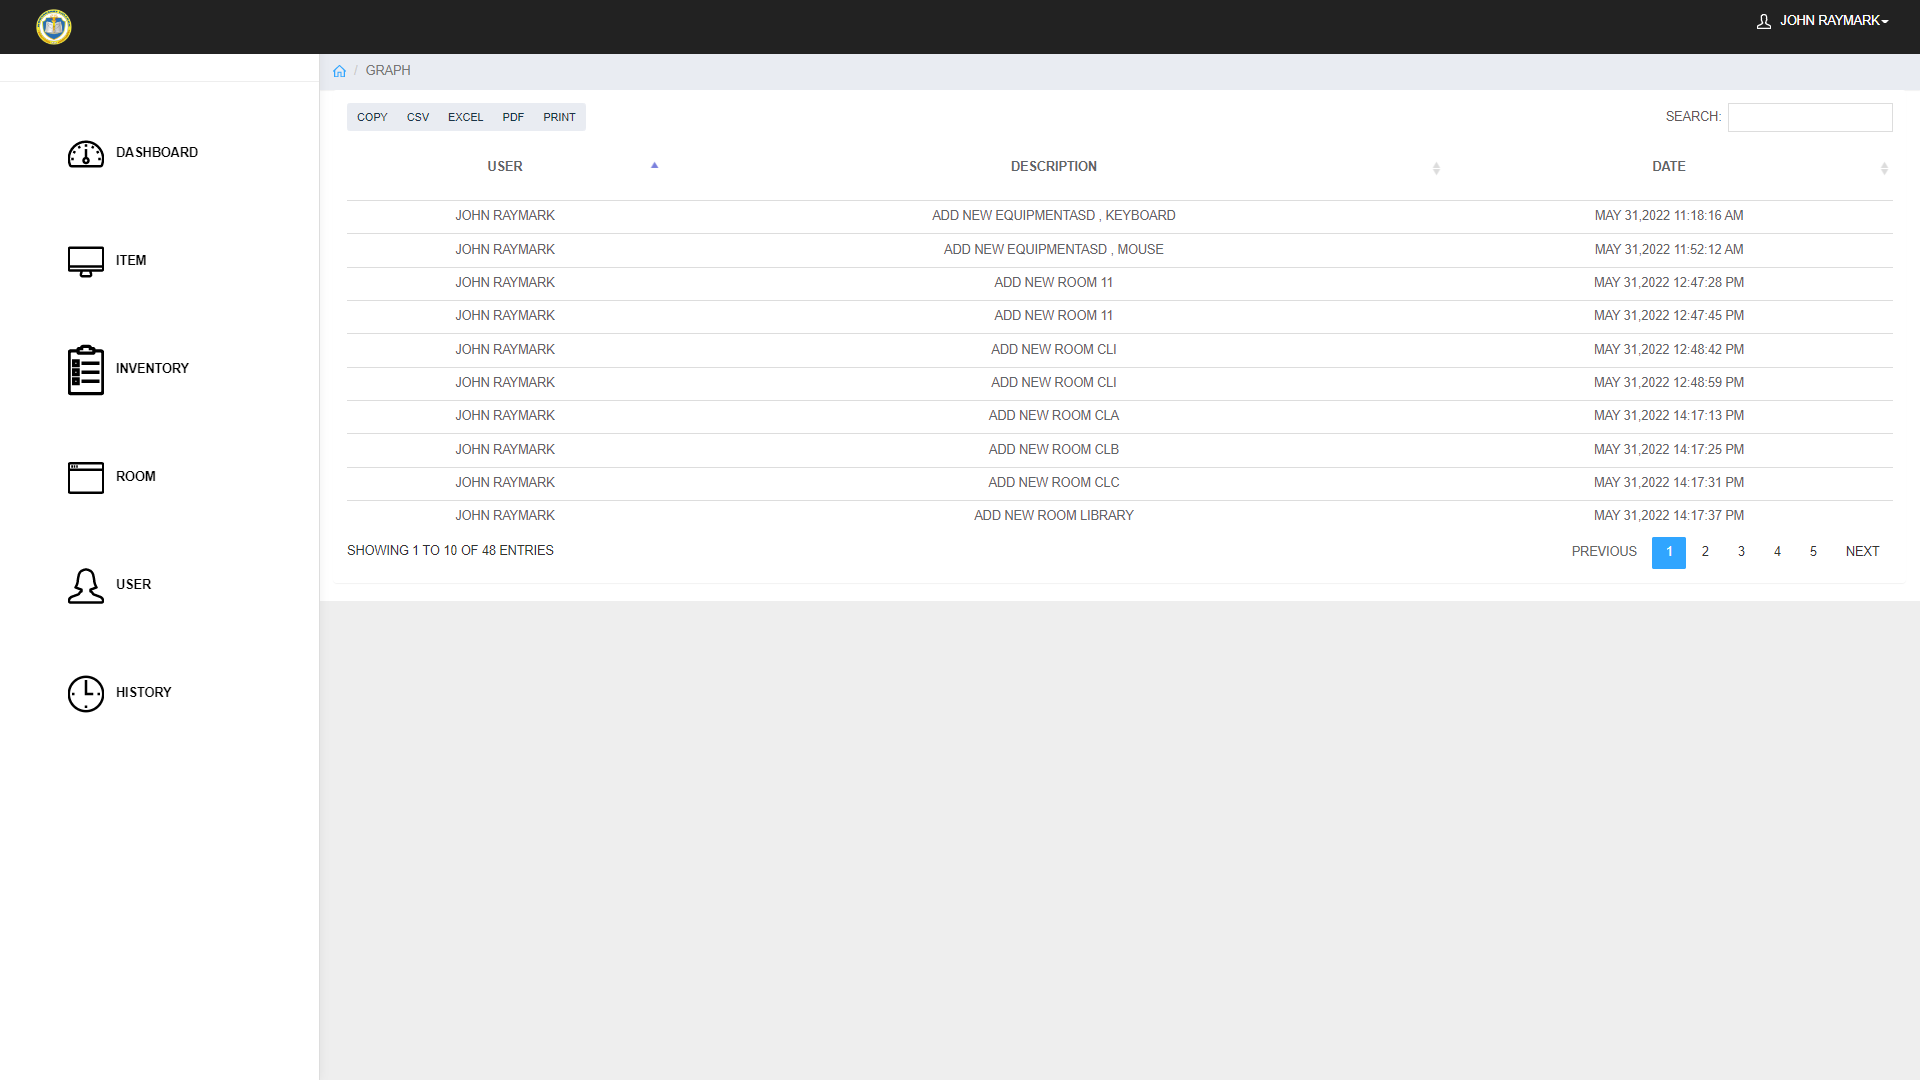 JOHN RAYMARK
/ GRAPH
DASHBOARD
ITEM
INVENTORY
ROOM
USER
HISTORY
COPY CSV EXCEL PDF PRINT
SEARCH:
USER DESCRIPTION DATE
JOHN RAYMARK ADD NEW EQUIPMENTASD , KEYBOARD MAY 31,2022 11:18:16 AM
JOHN RAYMARK ADD NEW EQUIPMENTASD , MOUSE MAY 31,2022 11:52:12 AM
JOHN RAYMARK ADD NEW ROOM 11 MAY 31,2022 12:47:28 PM
JOHN RAYMARK ADD NEW ROOM 11 MAY 31,2022 12:47:45 PM
JOHN RAYMARK ADD NEW ROOM CLI MAY 31,2022 12:48:42 PM
JOHN RAYMARK ADD NEW ROOM CLI MAY 31,2022 12:48:59 PM
JOHN RAYMARK ADD NEW ROOM CLA MAY 31,2022 14:17:13 PM
JOHN RAYMARK ADD NEW ROOM CLB MAY 31,2022 14:17:25 PM
JOHN RAYMARK ADD NEW ROOM CLC MAY 31,2022 14:17:31 PM
JOHN RAYMARK ADD NEW ROOM LIBRARY MAY 31,2022 14:17:37 PM
SHOWING 1 TO 10 OF 48 ENTRIES
PREVIOUS 1 2 3 4 5 NEXT